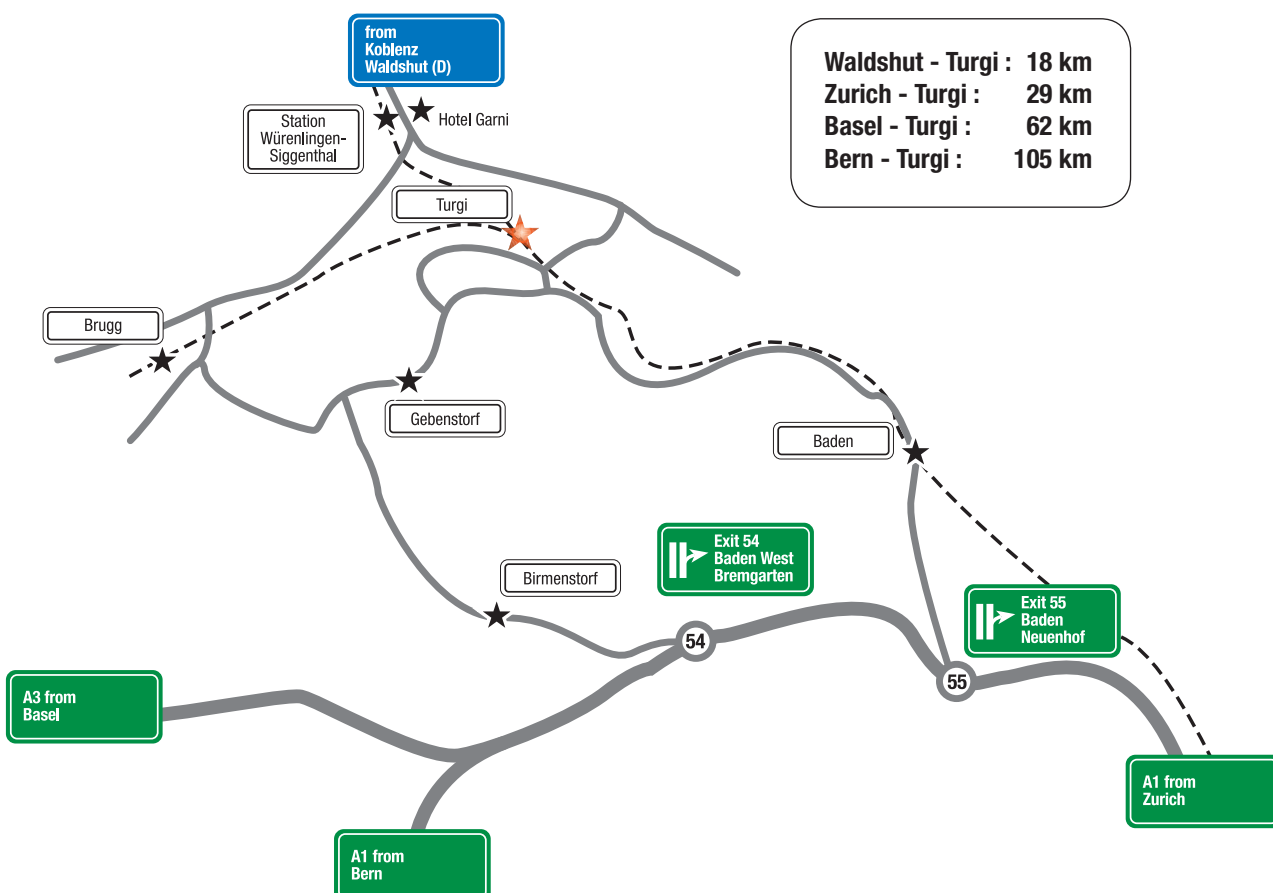 from
Koblenz
Waldshut (D)
Waldshut - Turgi : 18 km
Zurich - Turgi : 29 km
Basel - Turgi : 62 km
Bern - Turgi : 105 km
Station
Würenlingen-
Siggenthal
Hotel Garni
Turgi
Brugg
Gebenstorf
Baden
Exit 54
Baden West
Bremgarten
Birmenstorf
Exit 55
Baden
Neuenhof
54
55
A3 from
Basel
A1 from
Zurich
A1 from
Bern